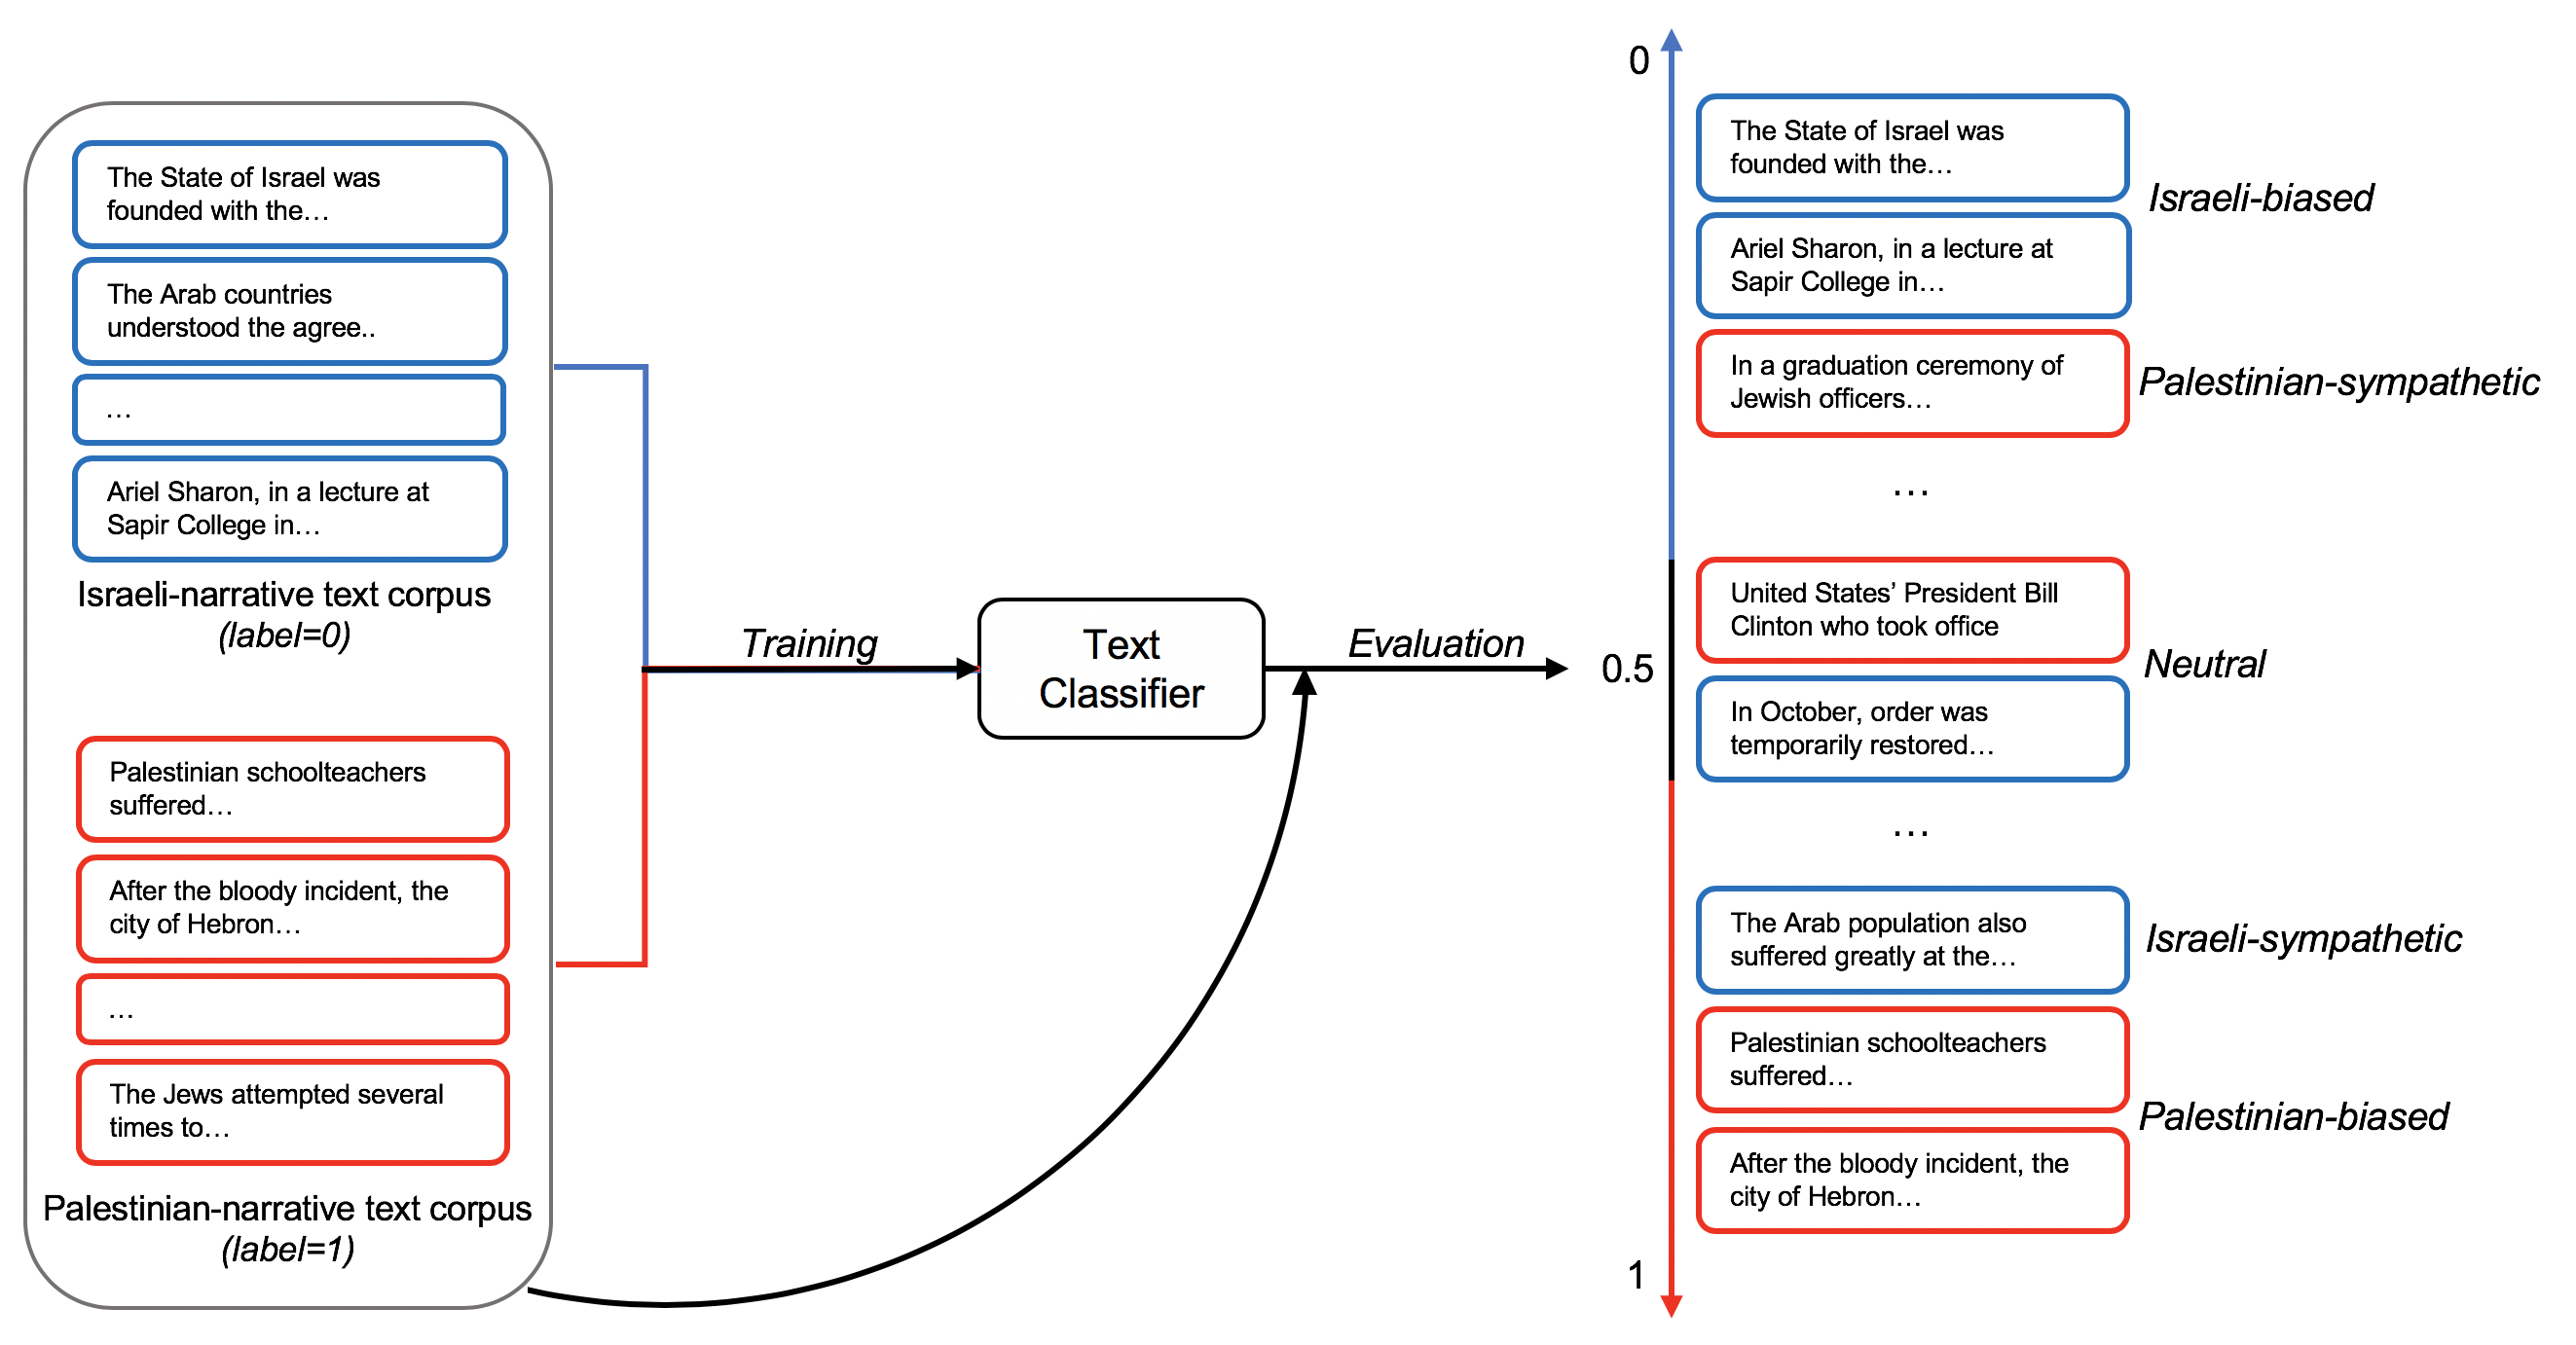 The State of Israel was
founded with the…
The Arab countries
understood the agree..
…
Ariel Sharon, in a lecture at
Sapir College in…
Israeli-narrative text corpus
(label=0)
Palestinian schoolteachers
suffered…
After the bloody incident, the
city of Hebron…
…
The Jews attempted several
times to…
Palestinian-narrative text corpus
(label=1)
Training
Text
Classifier
Evaluation
0
0.5
1
The State of Israel was
founded with the…
Ariel Sharon, in a lecture at
Sapir College in…
Israeli-biased
In a graduation ceremony of
Jewish officers…
Palestinian-sympathetic
…
United States’ President Bill
Clinton who took office
In October, order was
temporarily restored…
Neutral
…
The Arab population also
suffered greatly at the…
Israeli-sympathetic
Palestinian schoolteachers
suffered…
After the bloody incident, the
city of Hebron…
Palestinian-biased